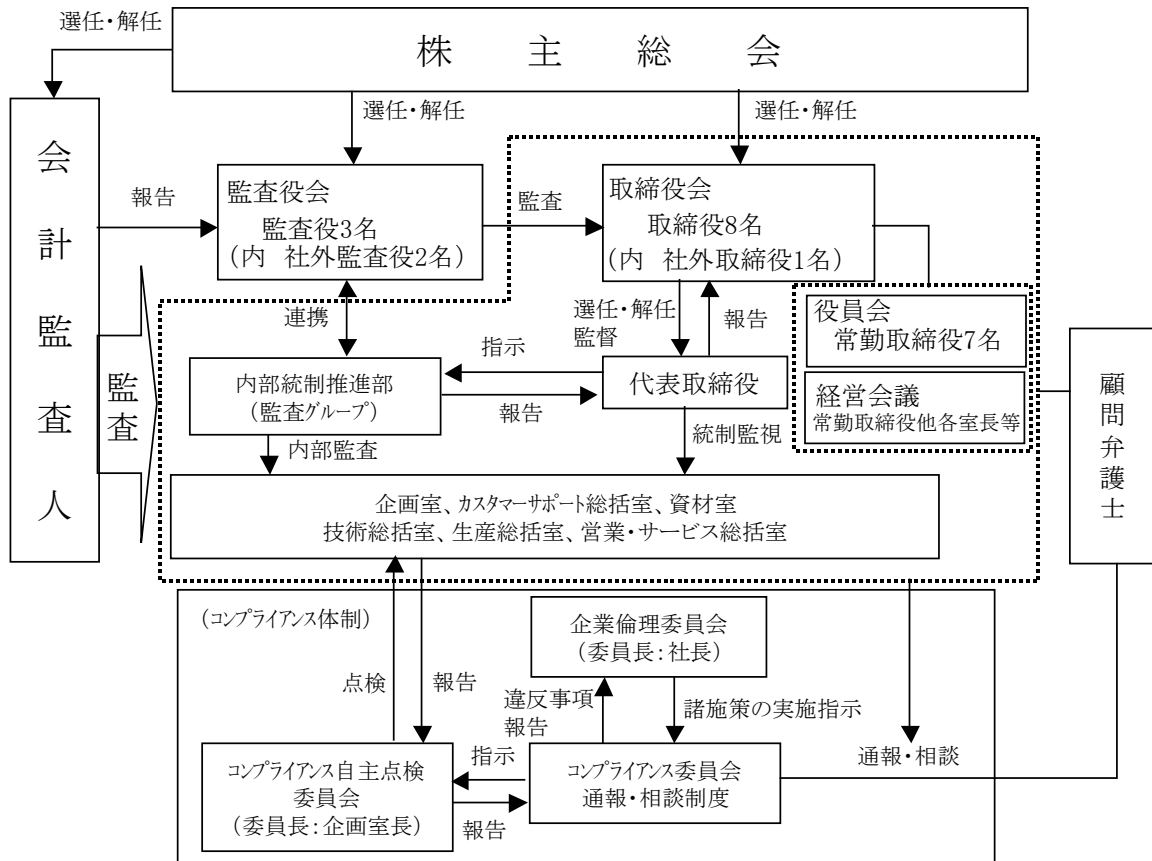 選任・解任
株 主 総 会
選任・解任
選任・解任
会計監査人
報告
監査役会
監査役3名
(内 社外監査役2名)
監査
取締役会
取締役8名
(内 社外取締役1名)
連携
選任・解任
監督
報告
役員会
常勤取締役7名
経営会議
常勤取締役他各室長等
監査
指示
内部統制推進部
(監査グループ)
報告
代表取締役
顧問弁護士
内部監査
統制監視
企画室、カスタマーサポート総括室、資材室
技術総括室、生産総括室、営業・サービス総括室
(コンプライアンス体制)
企業倫理委員会
(委員長:社長)
点検
報告
違反事項
報告
諸施策の実施指示
通報・相談
コンプライアンス自主点検
委員会
(委員長:企画室長)
指示
報告
コンプライアンス委員会
通報・相談制度